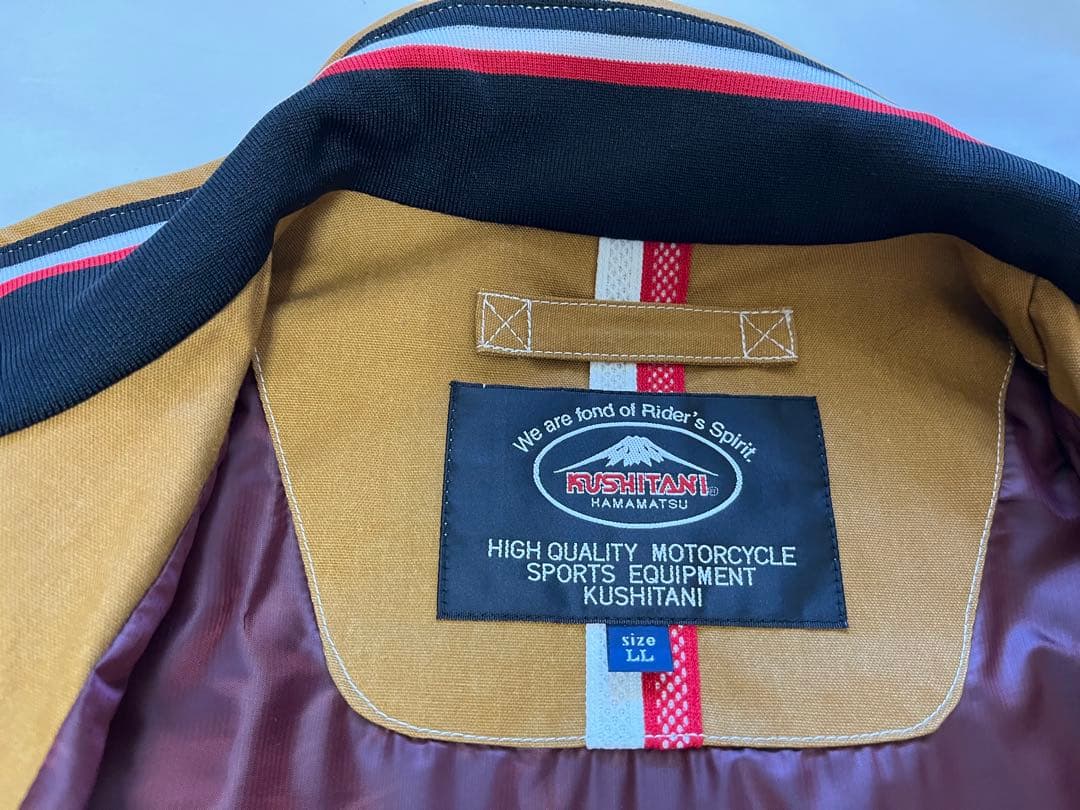 We are fond of Rider's Spirit.
KUSHITANI®
HAMAMATSU
HIGH QUALITY MOTORCYCLE
SPORTS EQUIPMENT
KUSHITANI
size
LL